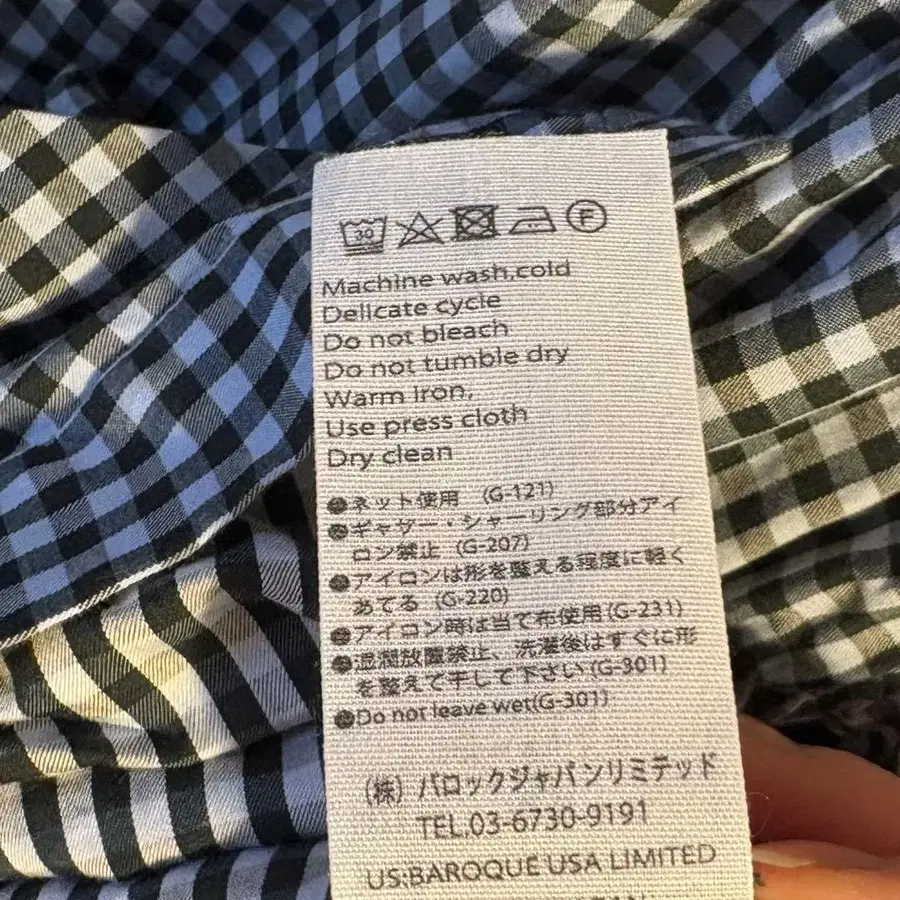 30
F
Machine wash,cold
Delicate cycle
Do not bleach
Do not tumble dry
Warm iron,
Use press cloth
Dry clean
●ネット使用 (G-121)
●ギャザー・シャーリング部分アイ
ロン禁止 (G-207)
●アイロンは形を整える程度に軽く
あてる (G-220)
●アイロン時は当て布使用(G-231)
●湿潤放置禁止、洗濯後はすぐに形
を整えて干して下さい(G-301)
●Do not leave wet(G-301)
(株) バロックジャパンリミテッド
TEL.03-6730-9191
US:BAROQUE USA LIMITED